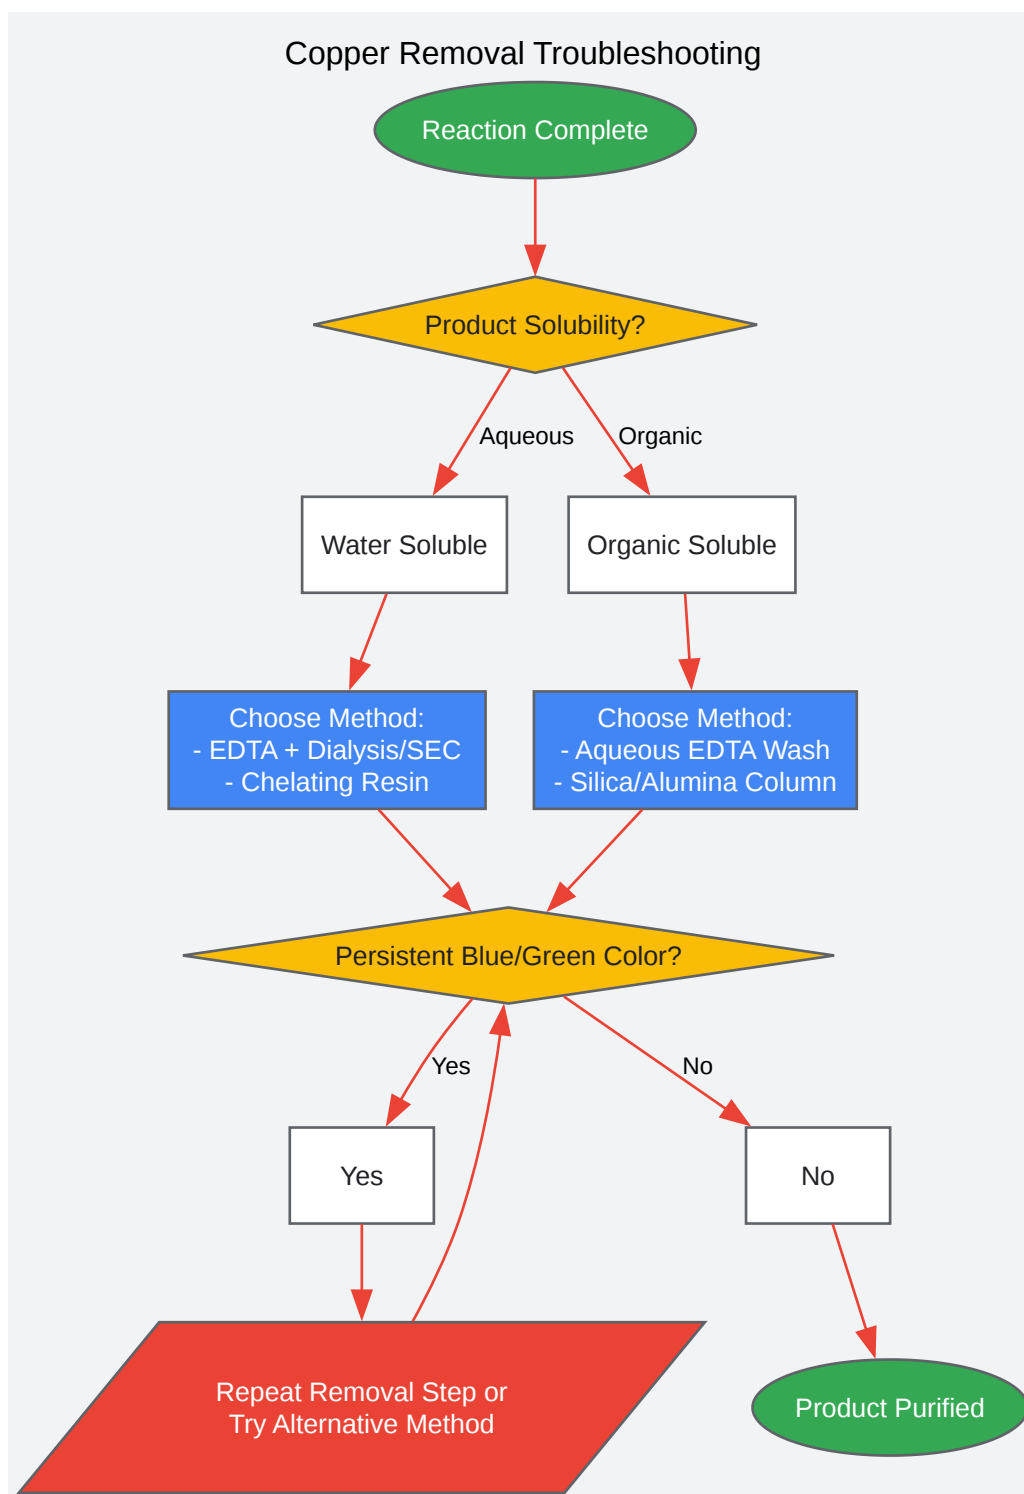 Copper Removal Troubleshooting
Reaction Complete
Product Solubility?
Aqueous
Organic
Water Soluble
Organic Soluble
Choose Method:
- EDTA + Dialysis/SEC
- Chelating Resin
Choose Method:
- Aqueous EDTA Wash
- Silica/Alumina Column
Persistent Blue/Green Color?
Yes
No
Yes
No
Repeat Removal Step or
Try Alternative Method
Product Purified